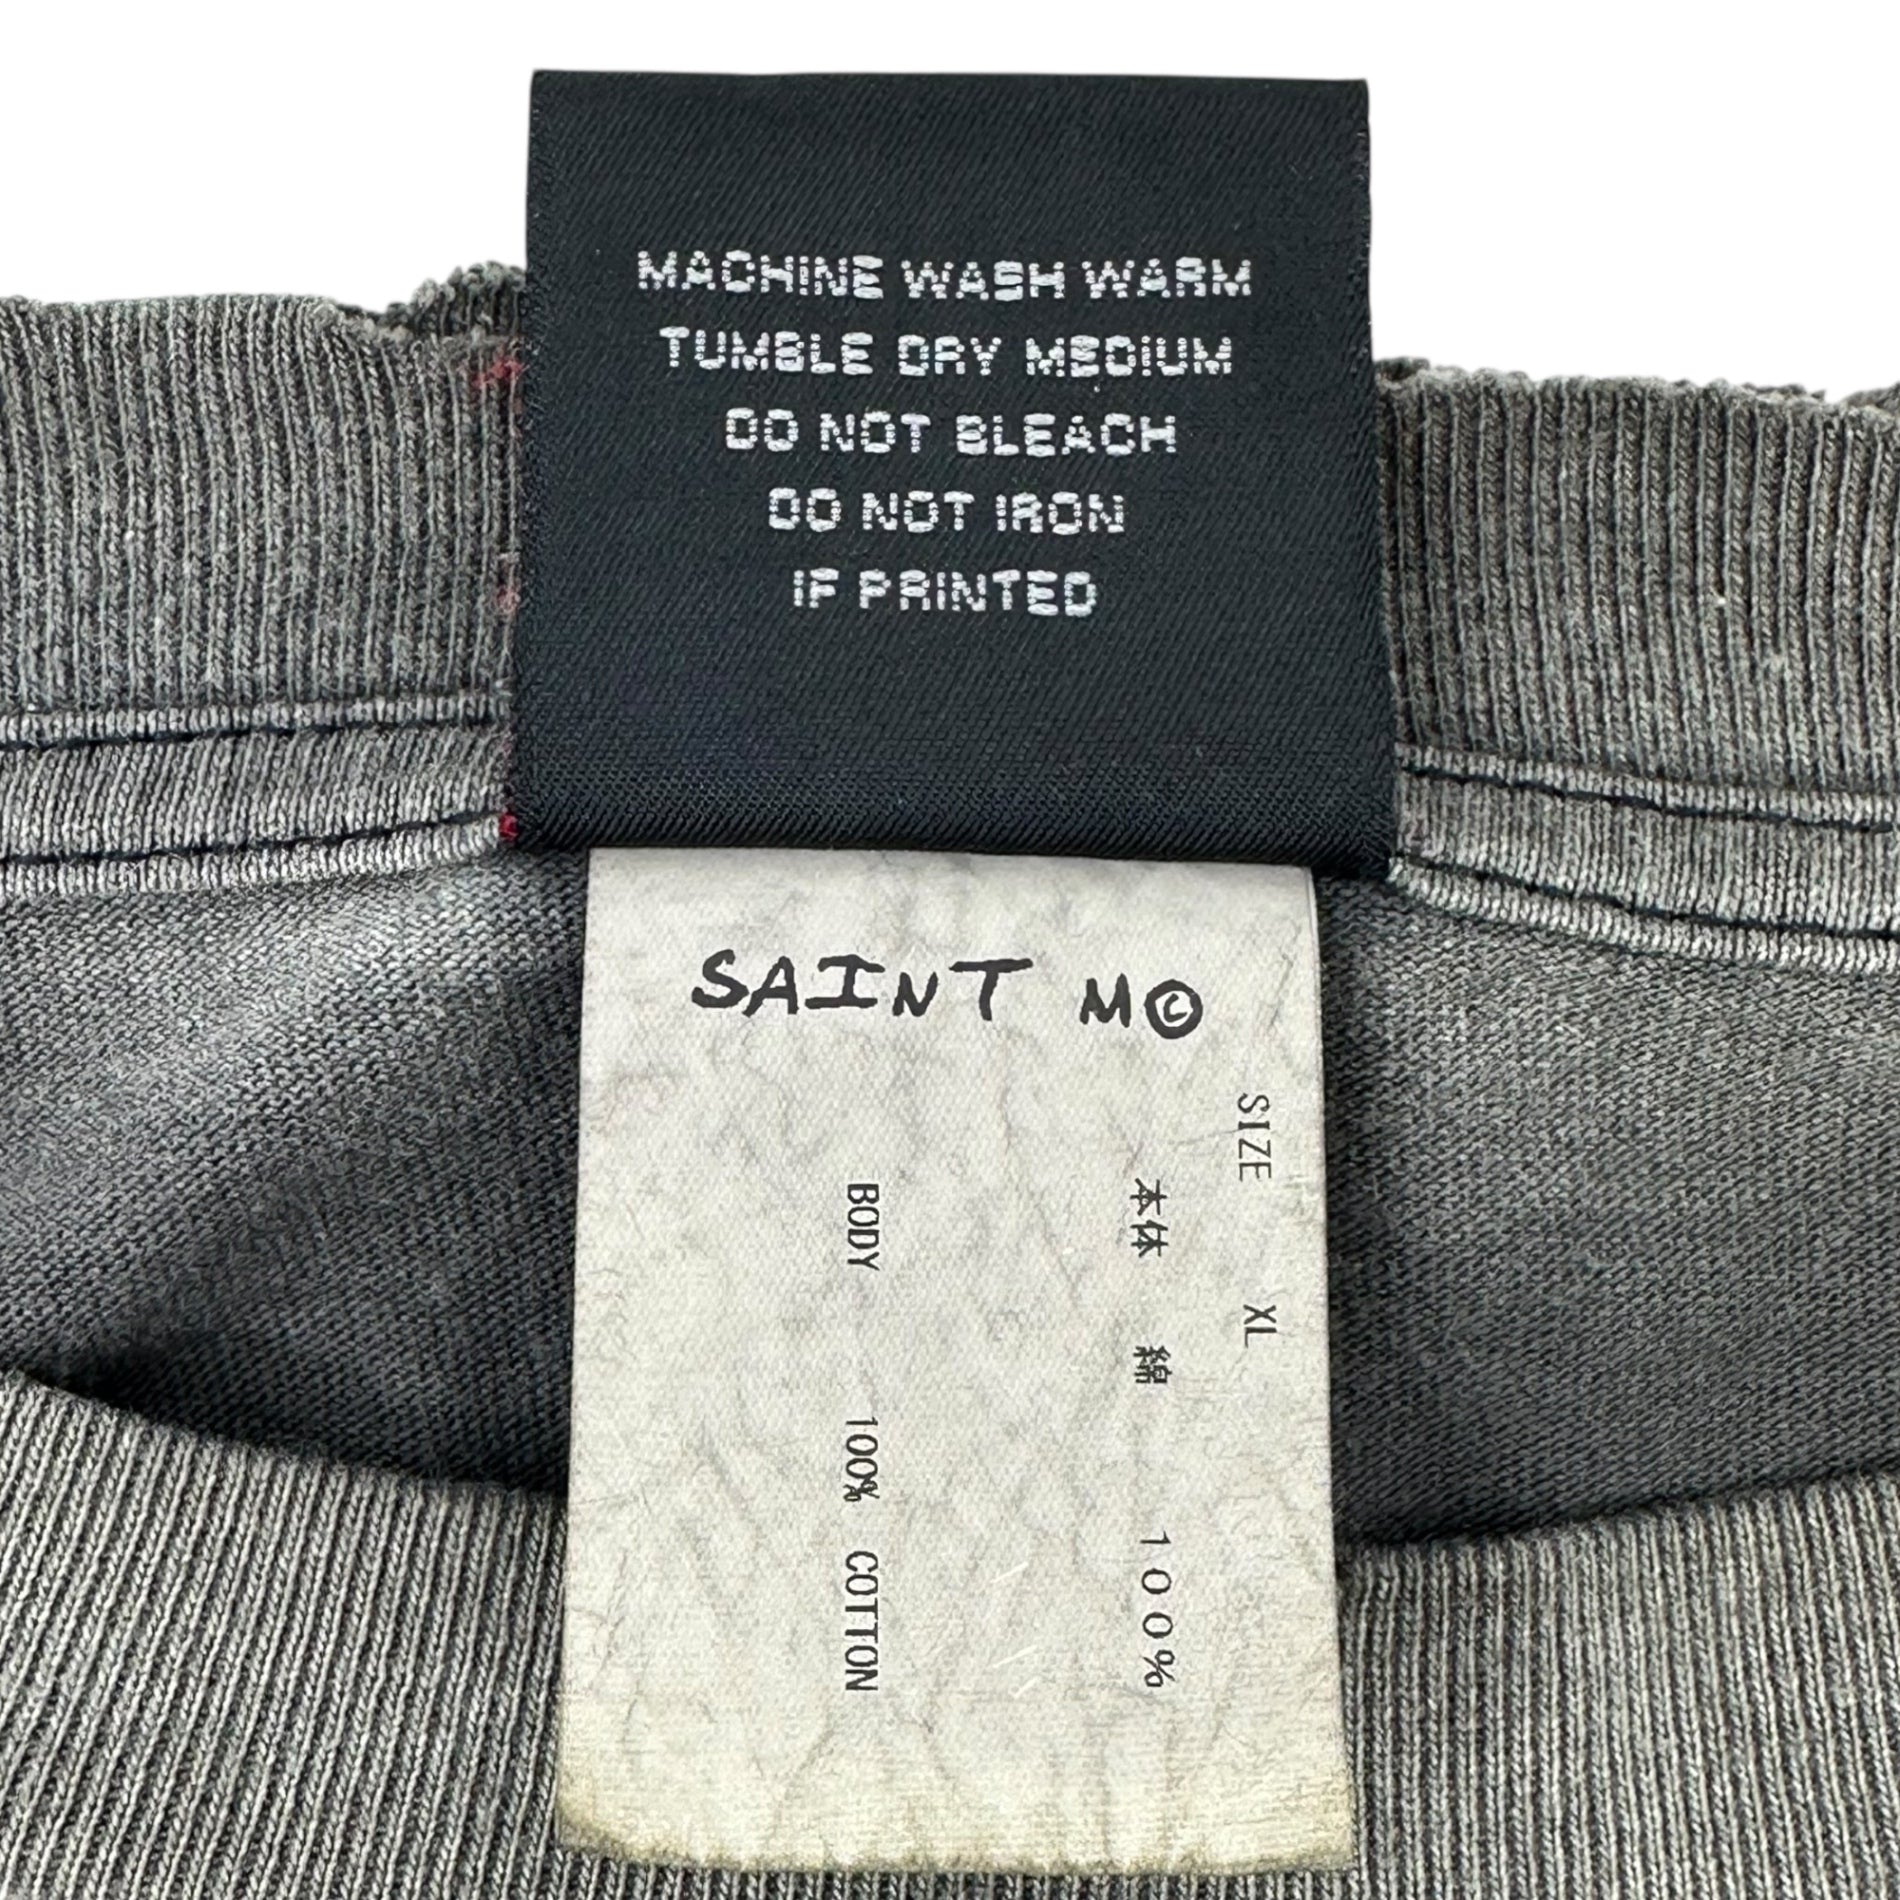 MACHINE WASH WARM
TUMBLE DRY MEDIUM
DO NOT BLEACH
DO NOT IRON
IF PRINTED
SAINT M©
SIZE XL
本体 綿 100%
BODY 100% COTTON